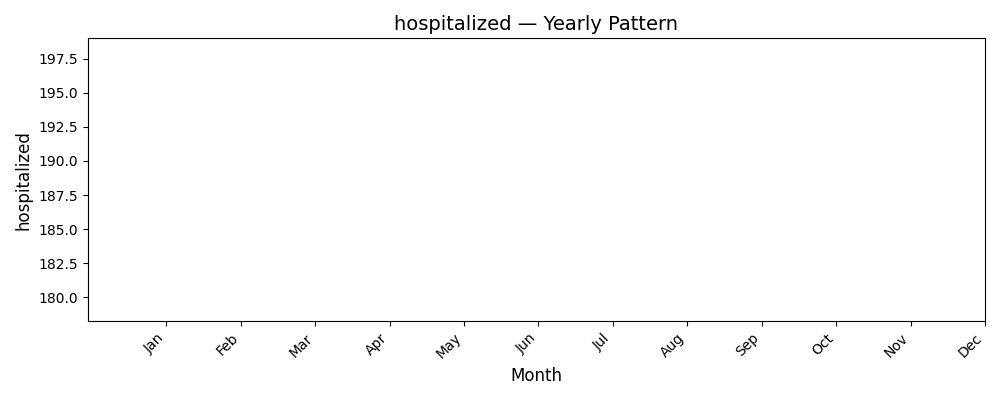 hospitalized — Yearly Pattern
197.5
195.0
192.5
190.0
187.5
185.0
182.5
180.0
hospitalized
Jan Feb Mar Apr May Jun Jul Aug Sep Oct Nov Dec
Month